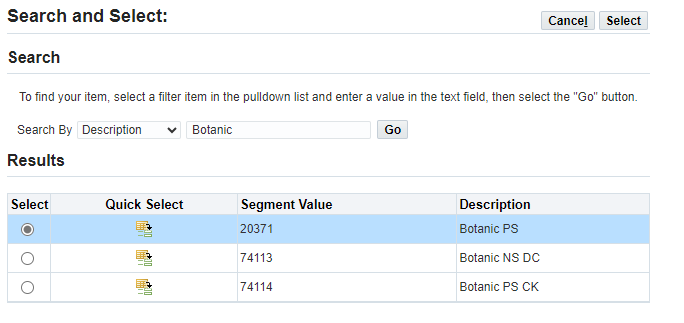 Search and Select:
Cancel Select
Search
To find your item, select a filter item in the pulldown list and enter a value in the text field, then select the "Go" button.
Search By Description Botanic Go
Results
Select Quick Select Segment Value Description
20371 Botanic PS
74113 Botanic NS DC
74114 Botanic PS CK